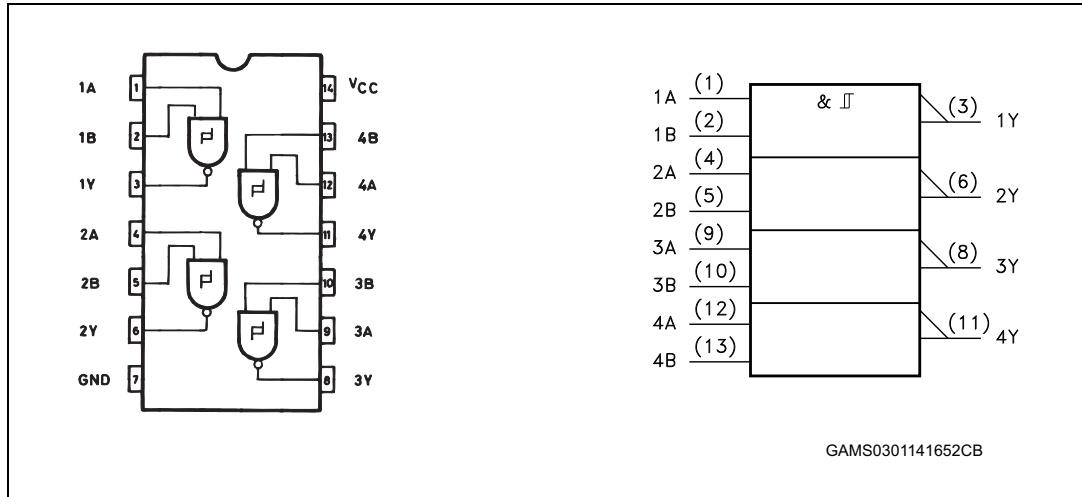 1A 1 14 VCC
1B 2 13 4B
1Y 3 12 4A
2A 4 11 4Y
2B 5 10 3B
2Y 6 9 3A
GND 7 8 3Y
&
1A (1)
1B (2)
2A (4)
2B (5)
3A (9)
3B (10)
4A (12)
4B (13)
(3) 1Y
(6) 2Y
(8) 3Y
(11) 4Y
GAMS0301141652CB